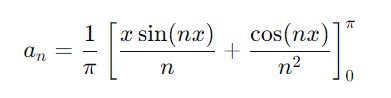 $a_n = \frac{1}{\pi} \left[ \frac{x \sin(nx)}{n} + \frac{\cos(nx)}{n^2} \right]_0^{\pi}$